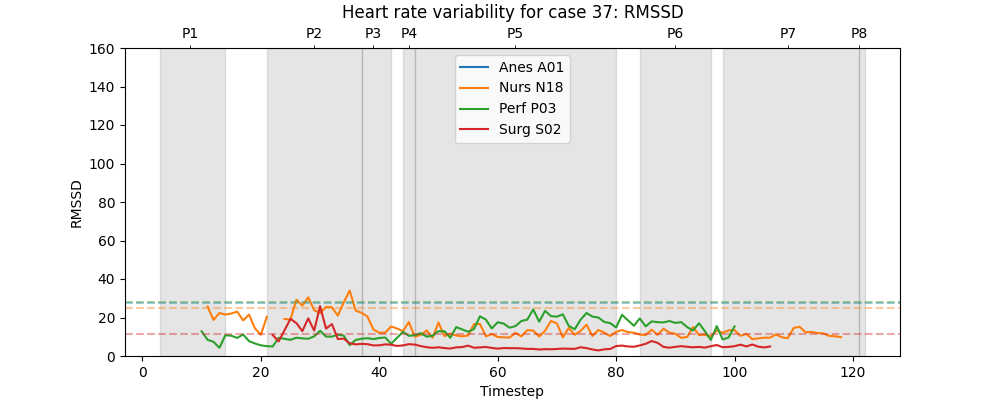 Heart rate variability for case 37: RMSSD
P1 P2 P3 P4 P5 P6 P7 P8
160
140
120
100
80
60
40
20
0
RMSSD
Anes A01
Nurs N18
Perf P03
Surg S02
0 20 40 60 80 100 120
Timestep